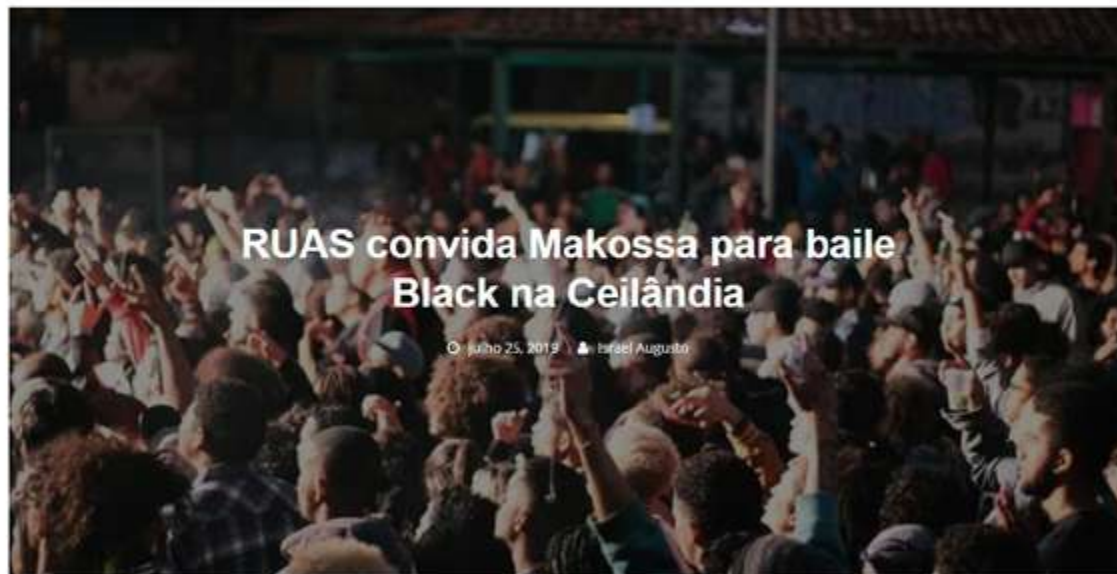 RUAS convida Makossa para baile
Black na Ceilândia
julho 25, 2019 Israel Augusto